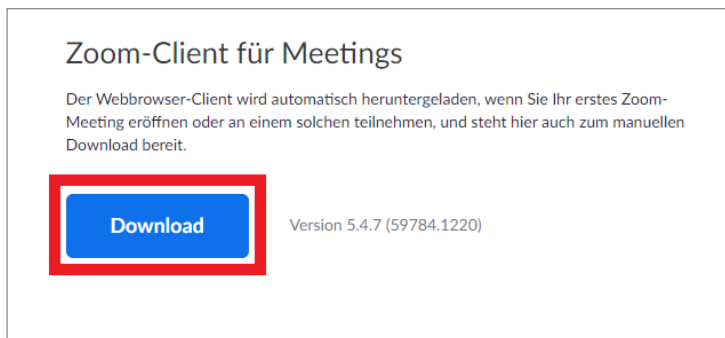 Zoom-Client für Meetings
Der Webbrowser-Client wird automatisch heruntergeladen, wenn Sie Ihr erstes Zoom-
Meeting eröffnen oder an einem solchen teilnehmen, und steht hier auch zum manuellen
Download bereit.
Download Version 5.4.7 (59784.1220)